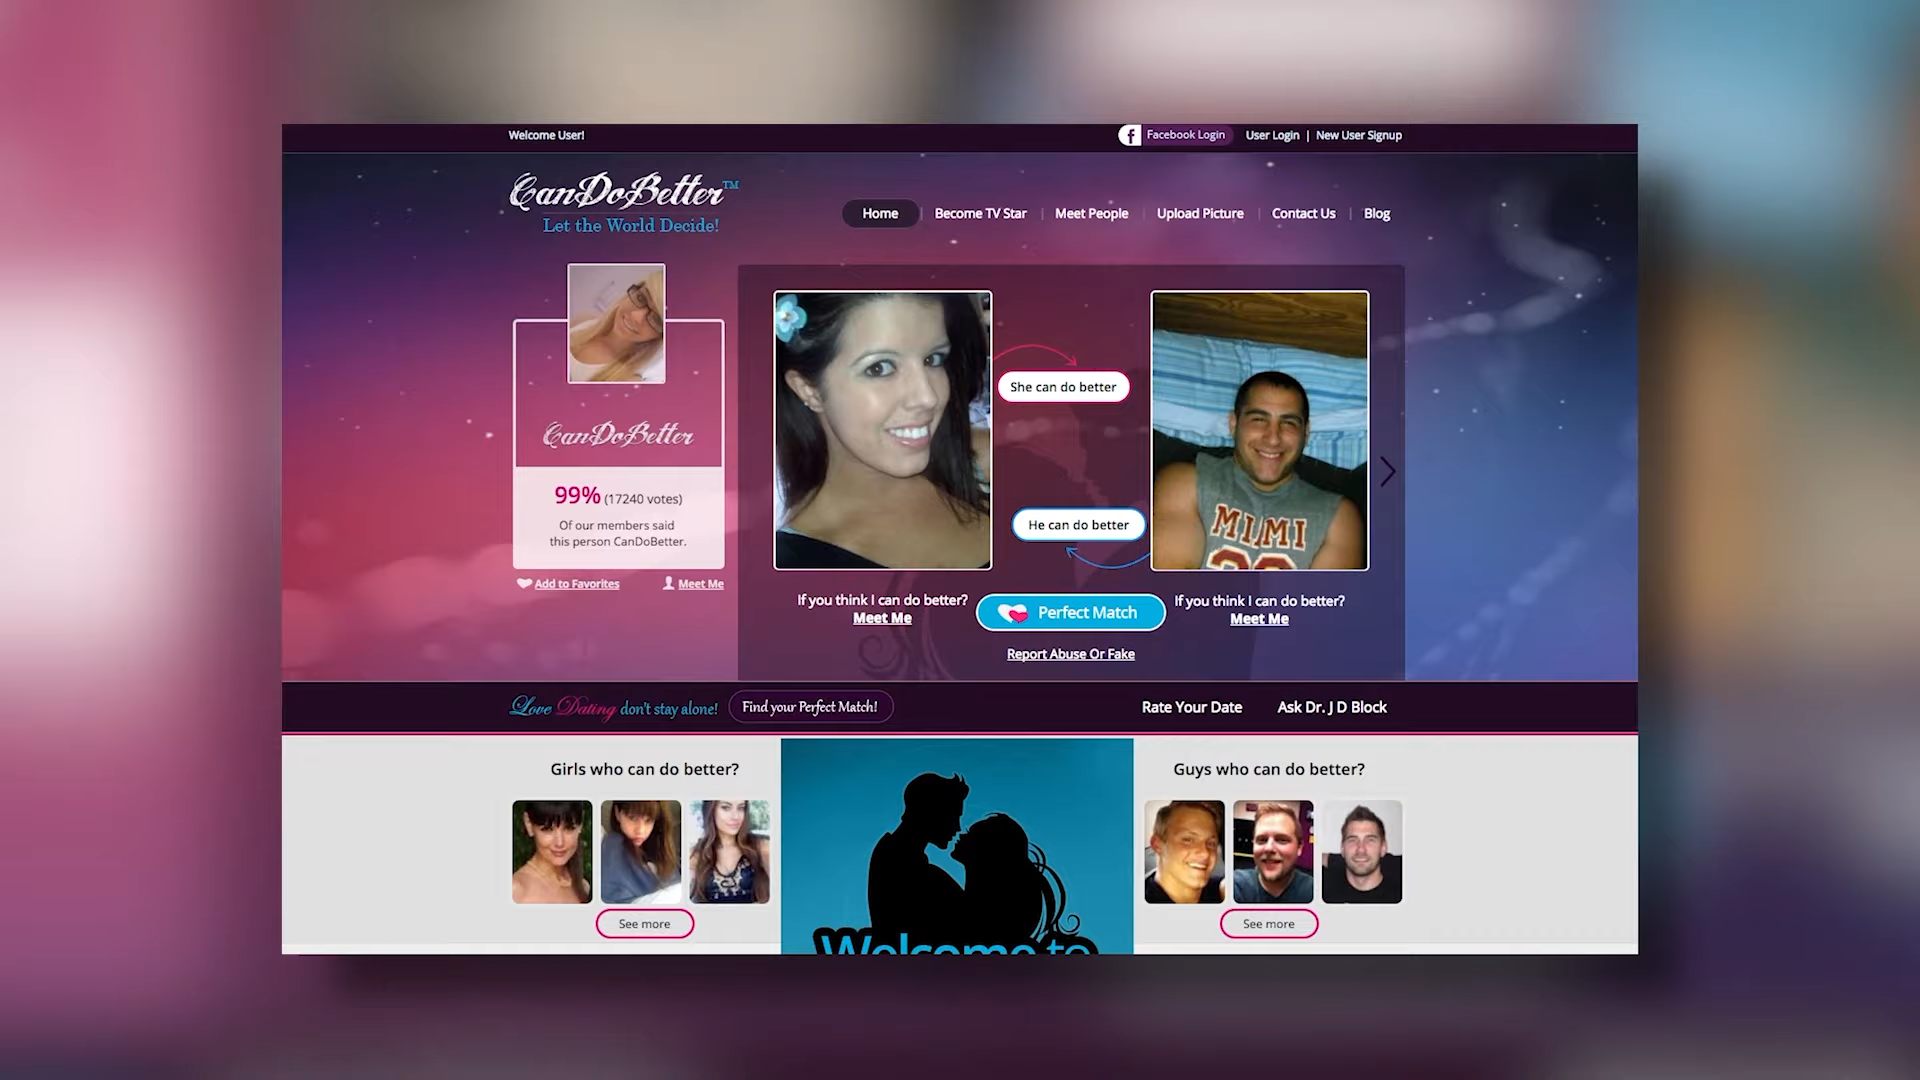 Welcome User!
f Facebook Login
User Login | New User Signup
CanDoBetter™
Let the World Decide!
Home
Become TV Star
Meet People
Upload Picture
Contact Us
Blog
She can do better
MIMI
CanDoBetter
99% (17240 votes)
Of our members said
this person CanDoBetter.
He can do better
Add to Favorites
Meet Me
If you think I can do better?
Meet Me
Perfect Match
If you think I can do better?
Meet Me
Report Abuse Or Fake
Love Dating don't stay alone!
Find your Perfect Match!
Rate Your Date
Ask Dr. J D Block
Girls who can do better?
See more
Welcome to
Guys who can do better?
See more